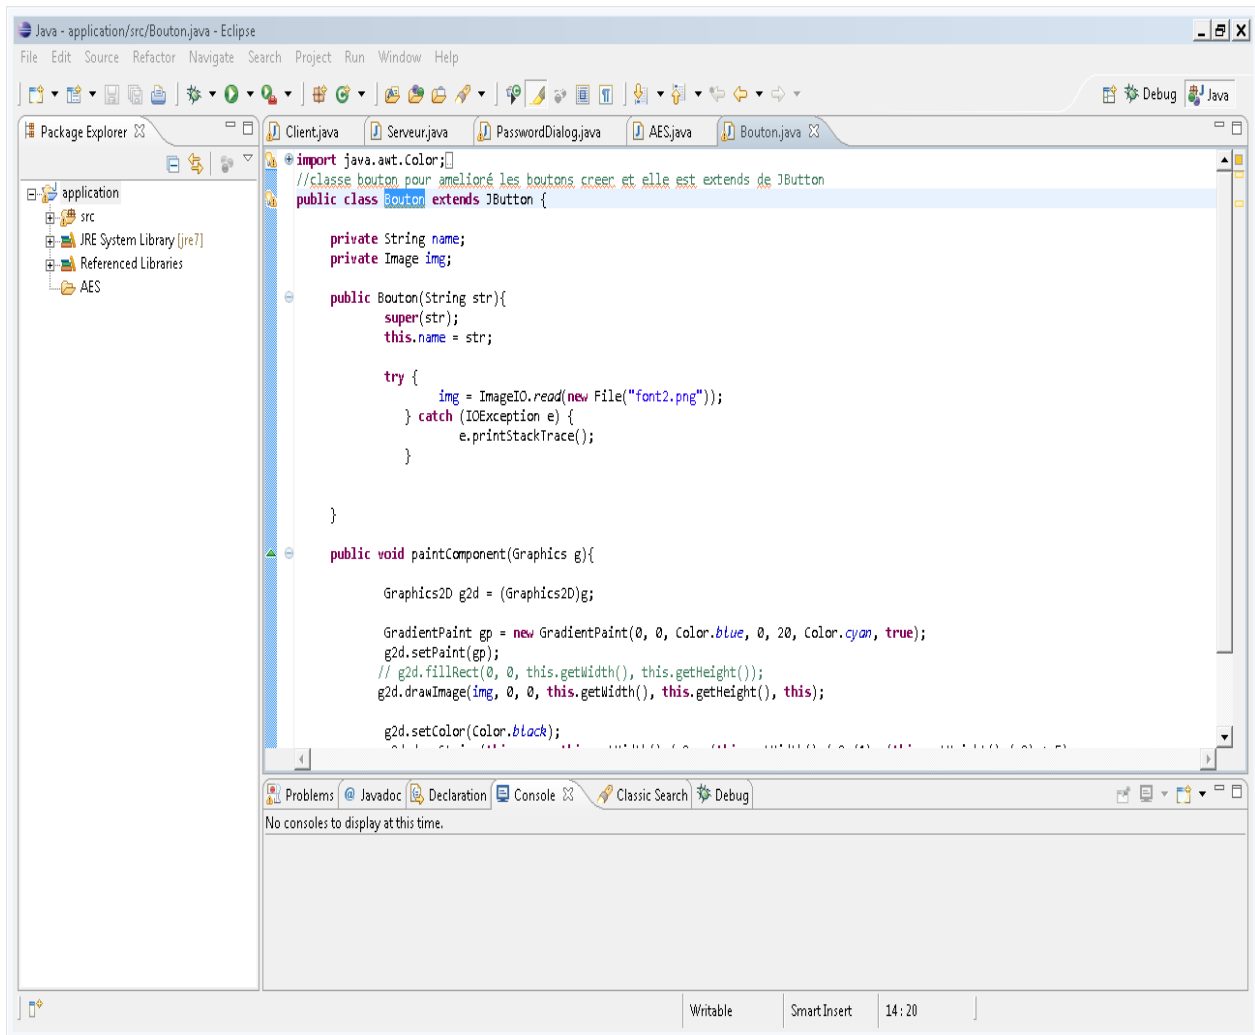 Java - application/src/Bouton.java - Eclipse
File Edit Source Refactor Navigate Search Project Run Window Help
Debug Java
Package Explorer
Client.java Serveur.java PasswordDialog.java AES.java Bouton.java
application
src
JRE System Library [jre7]
Referenced Libraries
AES
import java.awt.Color;
//classe bouton pour amelioré les boutons creer et elle est extends de JButton
public class Bouton extends JButton {
private String name;
private Image img;
public Bouton(String str){
super(str);
this.name = str;
try {
img = ImageIO.read(new File("font2.png"));
} catch (IOException e) {
e.printStackTrace();
}
}
public void paintComponent(Graphics g){
Graphics2D g2d = (Graphics2D)g;
GradientPaint gp = new GradientPaint(0, 0, Color.blue, 0, 20, Color.cyan, true);
g2d.setPaint(gp);
// g2d.fillRect(0, 0, this.getWidth(), this.getHeight());
g2d.drawImage(img, 0, 0, this.getWidth(), this.getHeight(), this);
g2d.setColor(Color.black);
Problems @ Javadoc Declaration Console Classic Search Debug
No consoles to display at this time.
Writable Smart Insert 14 : 20